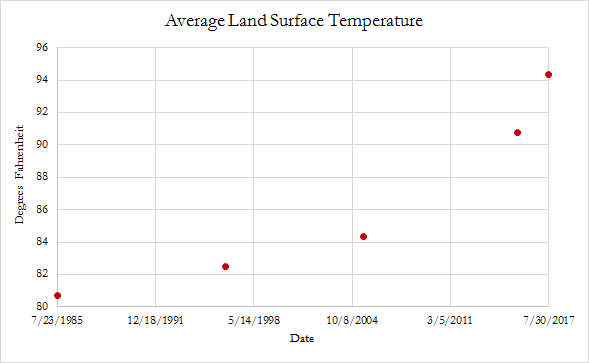 Average Land Surface Temperature
96
94
92
90
88
86
84
82
80
Degrees Fahrenheit
7/23/1985 12/18/1991 5/14/1998 10/8/2004 3/5/2011 7/30/2017
Date